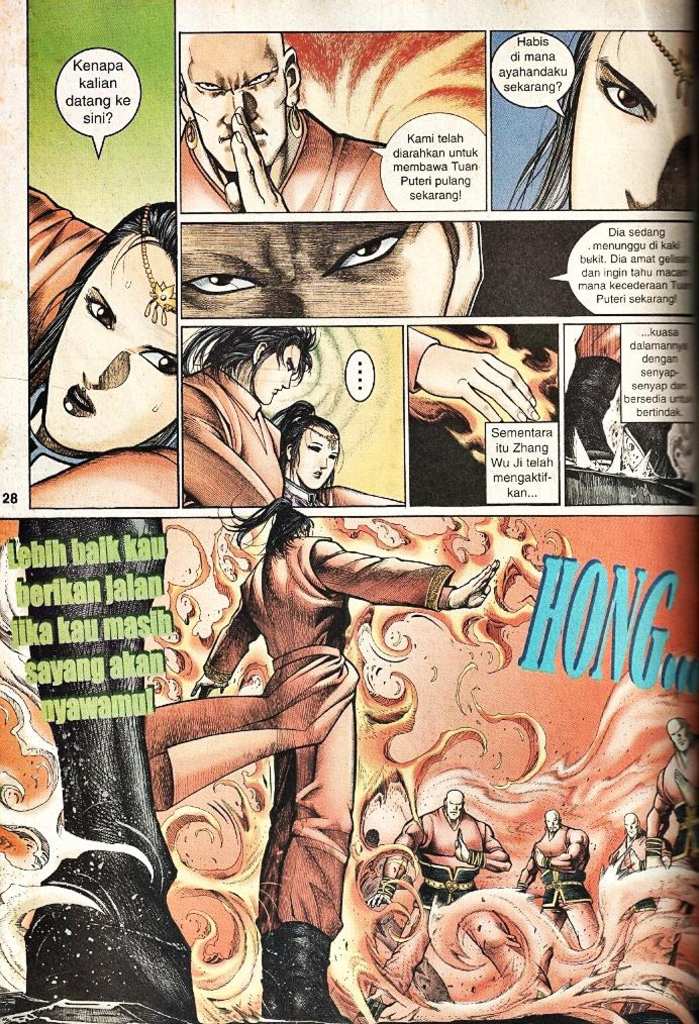 Kenapa
kalian
datang ke
sini?
Kami telah
diarahkan untuk
membawa Tuan
Puteri pulang
sekarang!
Habis
di mana
ayahandaku
sekarang?
Dia sedang
menunggu di kaki
bukit. Dia amat gelisah
dan ingin tahu macam
mana kecederaan Tuan
Puteri sekarang!
....
Sementara
itu Zhang
Wu Ji telah
mengaktif-
kan...
...kuasa
dalamannya
dengan
senyap-
senyap dan
bersedia untuk
bertindak.
28
Lebih baik kau
berikan jalan
jika kau masih
sayang akan
nyawamu!
HONG...